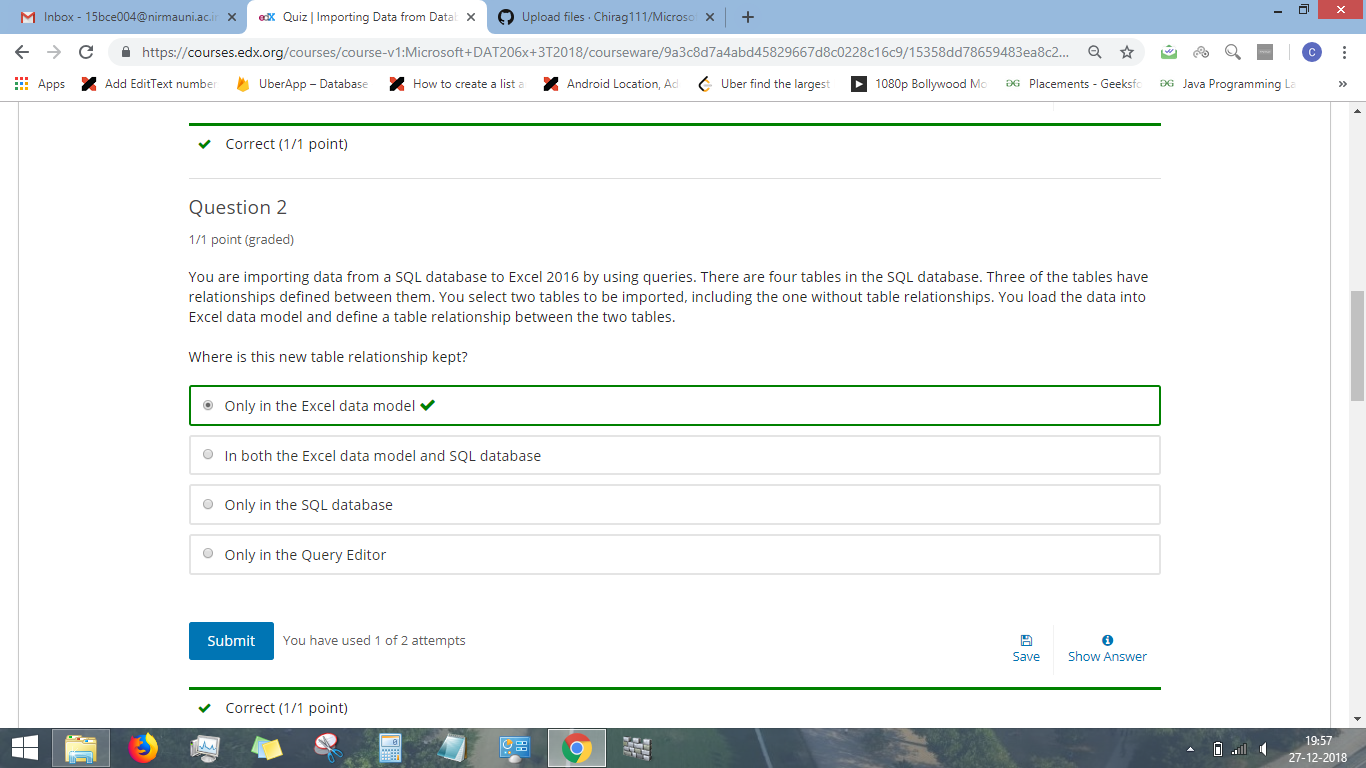 Inbox - 15bce004@nirmauni.ac.i
Quiz | Importing Data from Datab
Upload files · Chirag111/Microso
https://courses.edx.org/courses/course-v1:Microsoft+DAT206x+3T2018/courseware/9a3c8d7a4abd45829667d8c0228c16c9/15358dd78659483ea8c2...
C
Apps
Add EditText number
UberApp – Database
How to create a list a
Android Location, Ad
Uber find the largest
1080p Bollywood Mo
Placements - Geeksfo
Java Programming La
»
Correct (1/1 point)
Question 2
1/1 point (graded)
You are importing data from a SQL database to Excel 2016 by using queries. There are four tables in the SQL database. Three of the tables have
relationships defined between them. You select two tables to be imported, including the one without table relationships. You load the data into
Excel data model and define a table relationship between the two tables.
Where is this new table relationship kept?
Only in the Excel data model
In both the Excel data model and SQL database
Only in the SQL database
Only in the Query Editor
Submit
You have used 1 of 2 attempts
Save
Show Answer
Correct (1/1 point)
19:57
27-12-2018